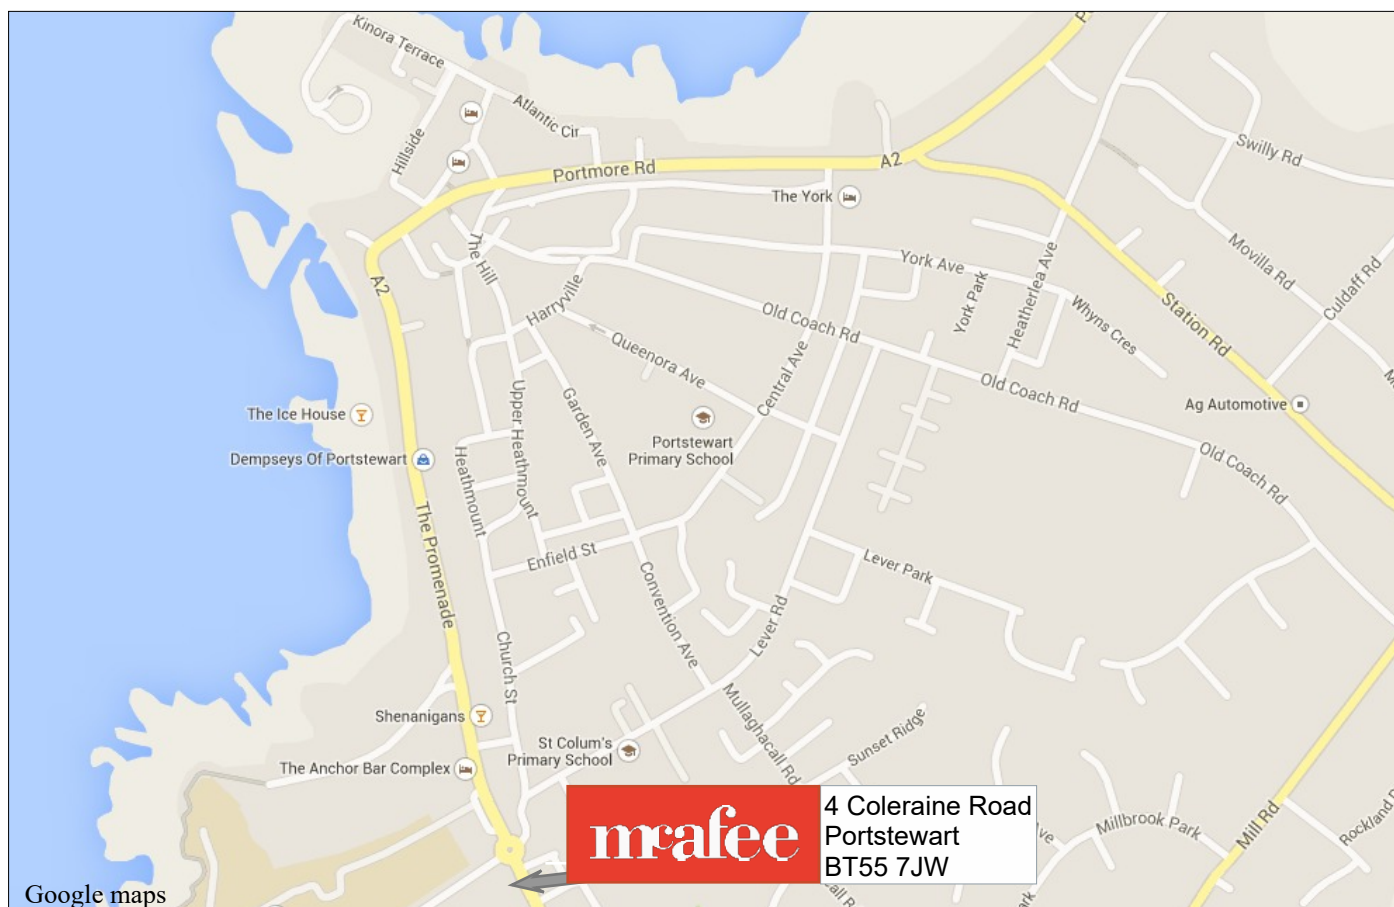 Kinora Terrace
Atlantic Cir
Hillside
Portmore Rd
A2
Swilly Rd
The York
The Hill
York Ave
Heatherlea Ave
Movilla Rd
Culdaff Rd
A2
Harryville
York Park
Whyns Cres
Station Rd
Old Coach Rd
Queenora Ave
Central Ave
Old Coach Rd
Ag Automotive
The Ice House
Upper Heathmount
Garden Ave
Portstewart
Primary School
Dempseys Of Portstewart
Heathmount
Old Coach Rd
The Promenade
Enfield St
Convention Ave
Lever Park
Lever Rd
Church St
Shenanigans
Mullaghacall Rd
St Colum's
Primary School
Sunset Ridge
The Anchor Bar Complex
mcafee
4 Coleraine Road
Portstewart
BT55 7JW
Ave
Millbrook Park
Mill Rd
Rockland
call R
Google maps